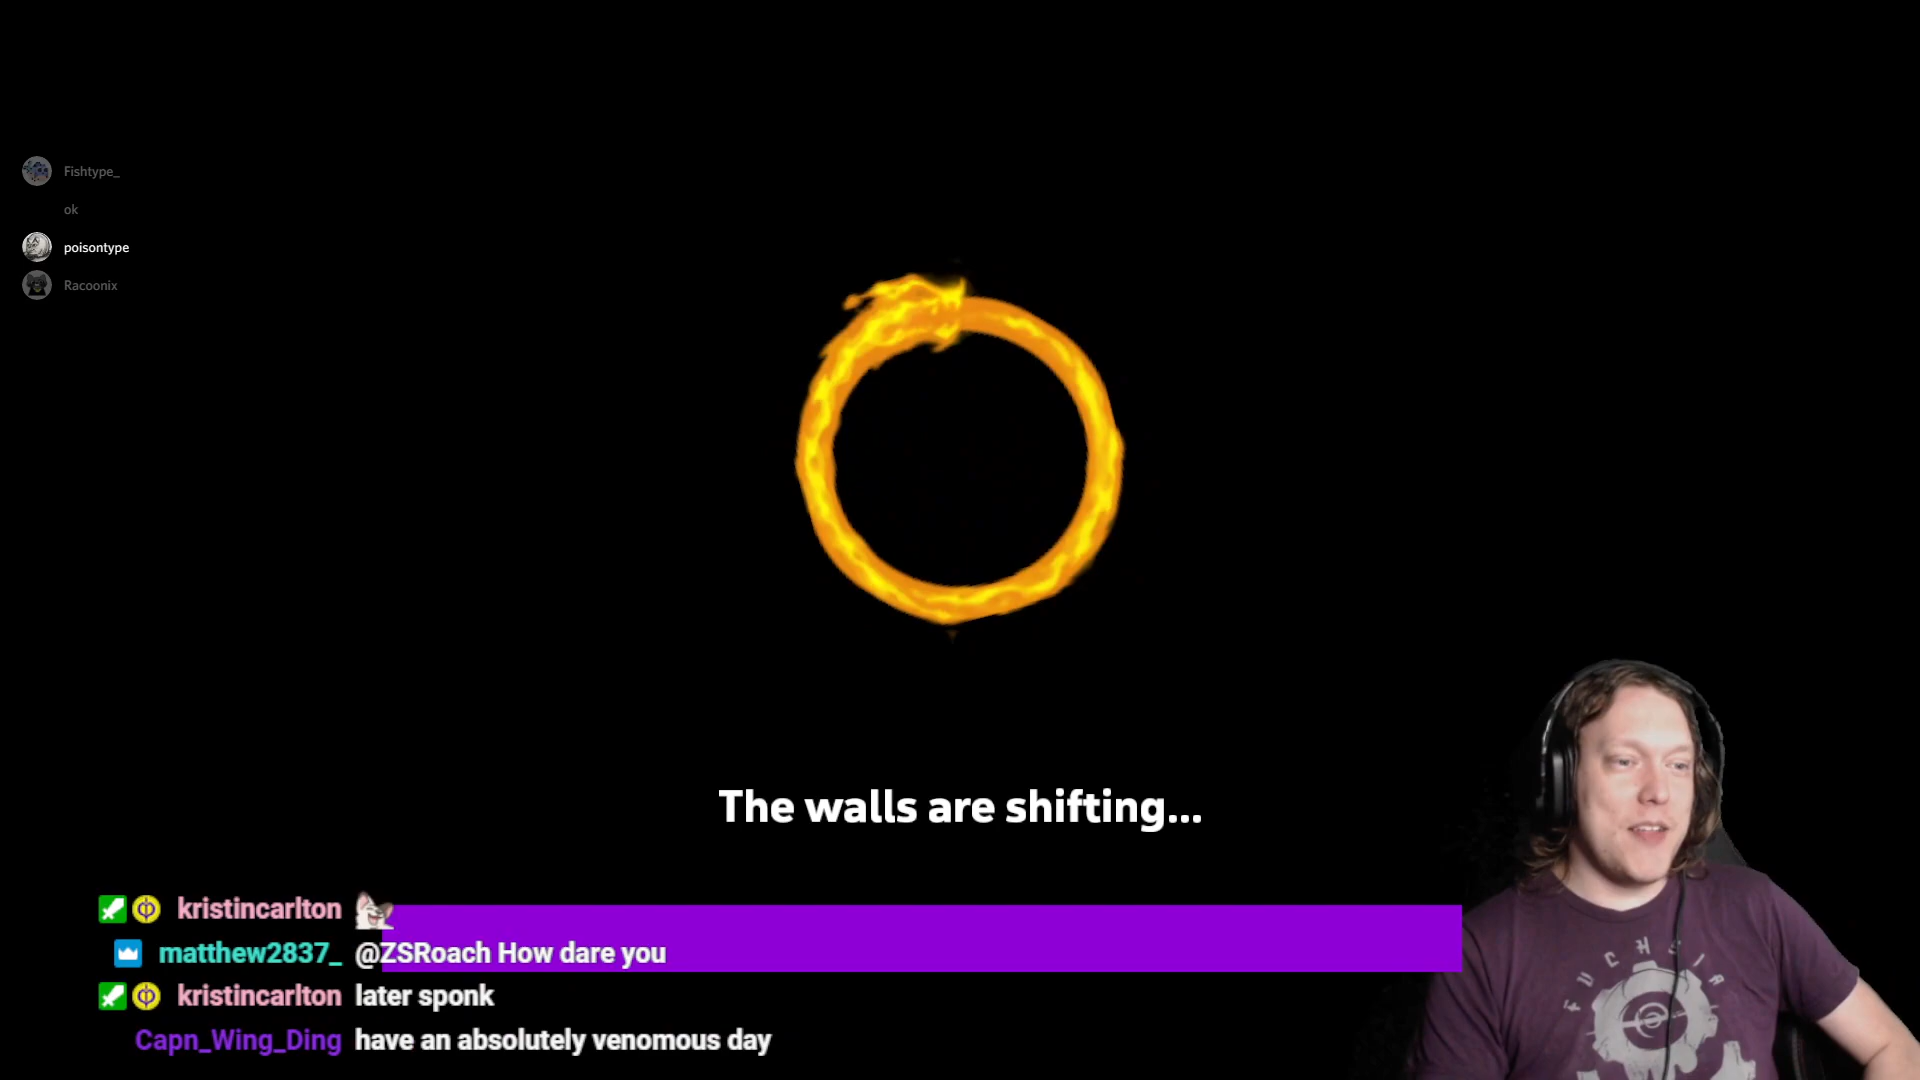 Fishtype_
ok
poisontype
Racoonix
The walls are shifting...
kristincarlton
matthew2837_ @ZSRoach How dare you
kristincarlton later sponk
Capn_Wing_Ding have an absolutely venomous day
FUCHSIA